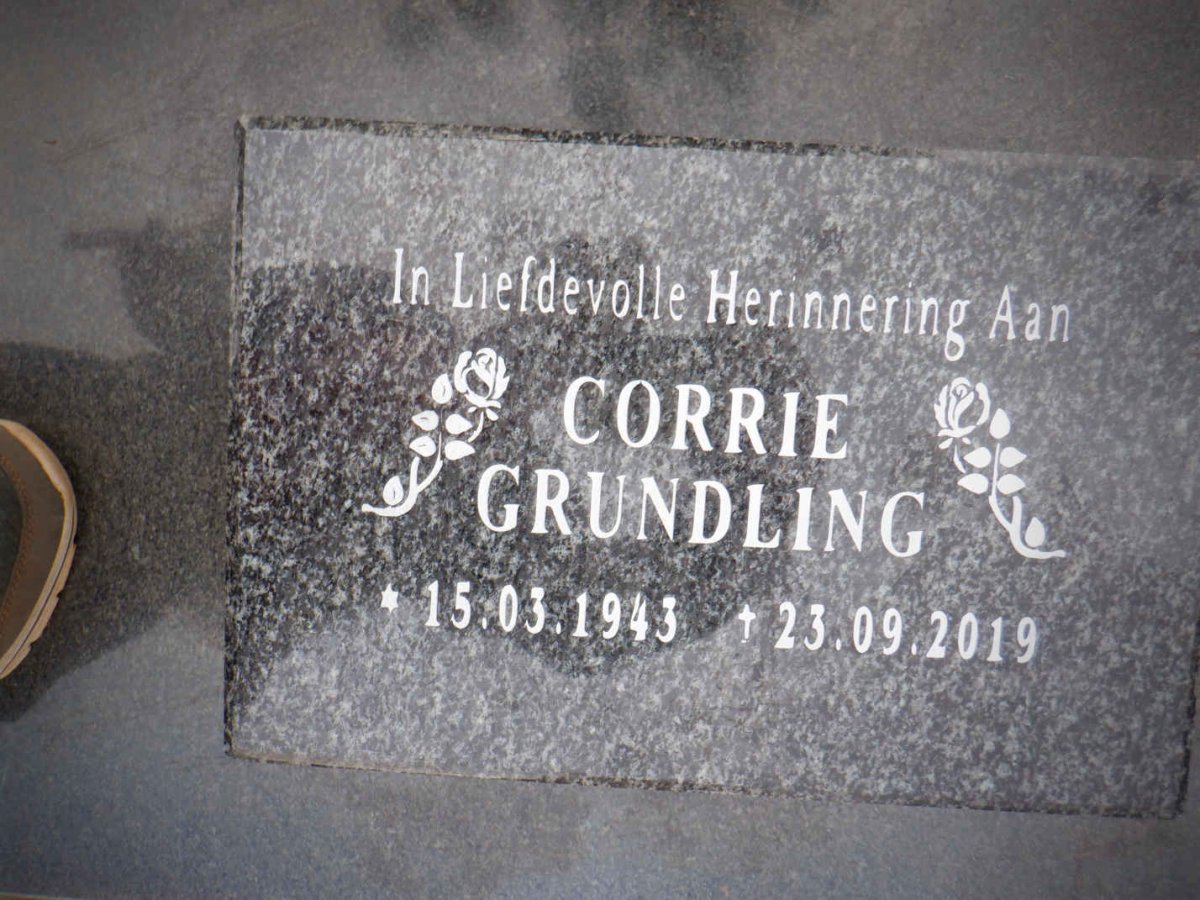 In Liefdevolle Herinnering Aan
CORRIE
GRUNDLING
* 15.03.1943 † 23.09.2019